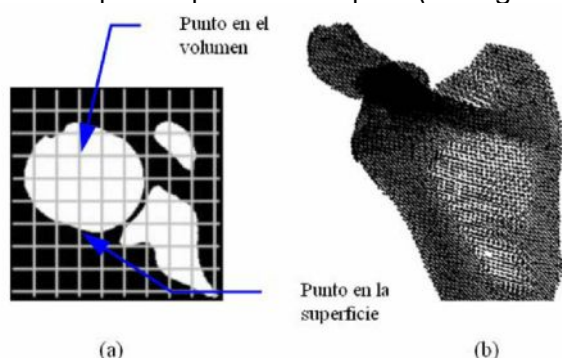 Punto en el
volumen
Punto en la
superficie
(a)
(b)